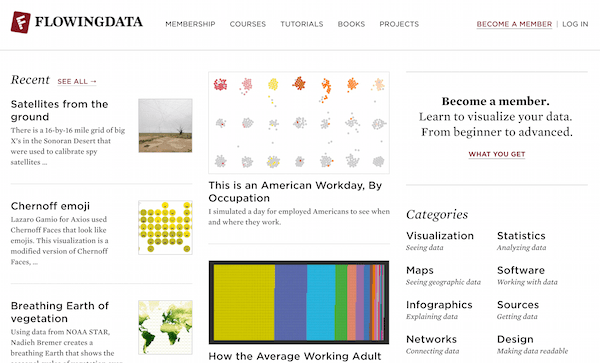 FLOWINGDATA
MEMBERSHIP COURSES TUTORIALS BOOKS PROJECTS
BECOME A MEMBER | LOG IN
Recent SEE ALL →
Satellites from the
ground
There is a 16-by-16 mile grid of big
X's in the Sonoran Desert that
were used to calibrate spy
satellites ...
Chernoff emoji
Lazaro Gamio for Axios used
Chernoff Faces that look like
emojis. This visualization is a
modified version of Chernoff
Faces, ...
Breathing Earth of
vegetation
Using data from NOAA STAR,
Nadieh Bremer creates a
breathing Earth that shows the
This is an American Workday, By
Occupation
I simulated a day for employed Americans to see when
and where they work.
How the Average Working Adult
Become a member.
Learn to visualize your data.
From beginner to advanced.
WHAT YOU GET
Categories
Visualization
Seeing data
Statistics
Analyzing data
Maps
Seeing geographic data
Software
Working with data
Infographics
Explaining data
Sources
Getting data
Networks
Connecting data
Design
Making data readable